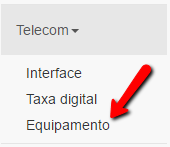 Telecom
Interface
Taxa digital
Equipamento